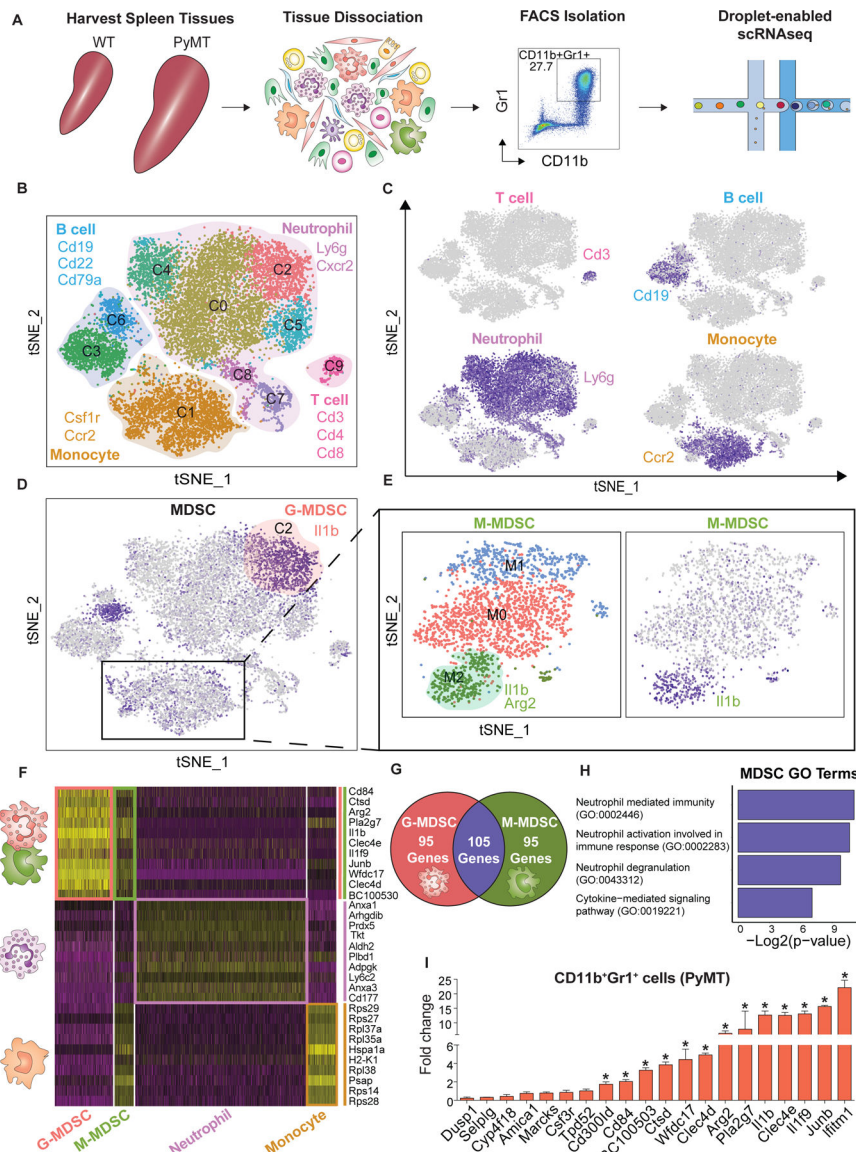 A
Harvest Spleen Tissues
WT
PyMT
Tissue Dissociation
FACS Isolation
CD11b+Gr1+
27.7
Gr1
CD11b
Droplet-enabled
scRNAseq
B
B cell
Cd19
Cd22
Cd79a
Neutrophil
Ly6g
Cxcr2
C4
C2
C0
C6
C5
C3
C8
C9
C7
C1
T cell
Cd3
Cd4
Cd8
Csf1r
Ccr2
Monocyte
tSNE_2
tSNE_1
C
T cell
Cd3
B cell
Cd19
Neutrophil
Ly6g
Monocyte
Ccr2
tSNE_2
tSNE_1
D
MDSC
G-MDSC
C2
Il1b
tSNE_2
tSNE_1
E
M-MDSC
M-MDSC
M1
M0
M2
Il1b
Arg2
Il1b
tSNE_2
tSNE_1
F
Cd84
Ctsd
Arg2
Pla2g7
Il1b
Clec4e
Il1f9
Junb
Wfdc17
Clec4d
BC100530
Anxa1
Arhgdib
Prdx5
Tkt
Aldh2
Plbd1
Adpgk
Ly6c2
Anxa3
Cd177
Rps29
Rps27
Rpl37a
Rpl35a
Hspa1a
H2-K1
Rpl38
Psap
Rps14
Rps28
G-MDSC
M-MDSC
Neutrophil
Monocyte
G
G-MDSC
95
Genes
105
Genes
M-MDSC
95
Genes
H
MDSC GO Terms
Neutrophil mediated immunity
(GO:0002446)
Neutrophil activation involved in
immune response (GO:0002283)
Neutrophil degranulation
(GO:0043312)
Cytokine−mediated signaling
pathway (GO:0019221)
0 3 6 9
−Log2(p−value)
I
CD11b+Gr1+ cells (PyMT)
Fold change
25
20
15
10
6
4
2
0
* * * * * * * * * * * * *
Dusp1
Selplg
Cyp4f18
Amica1
Marcks
Csf3r
Tpd52
Cd300ld
Cd84
BC100503
Ctsd
Wfdc17
Clec4d
Arg2
Pla2g7
Il1b
Clec4e
Il1f9
Junb
Ifitm1